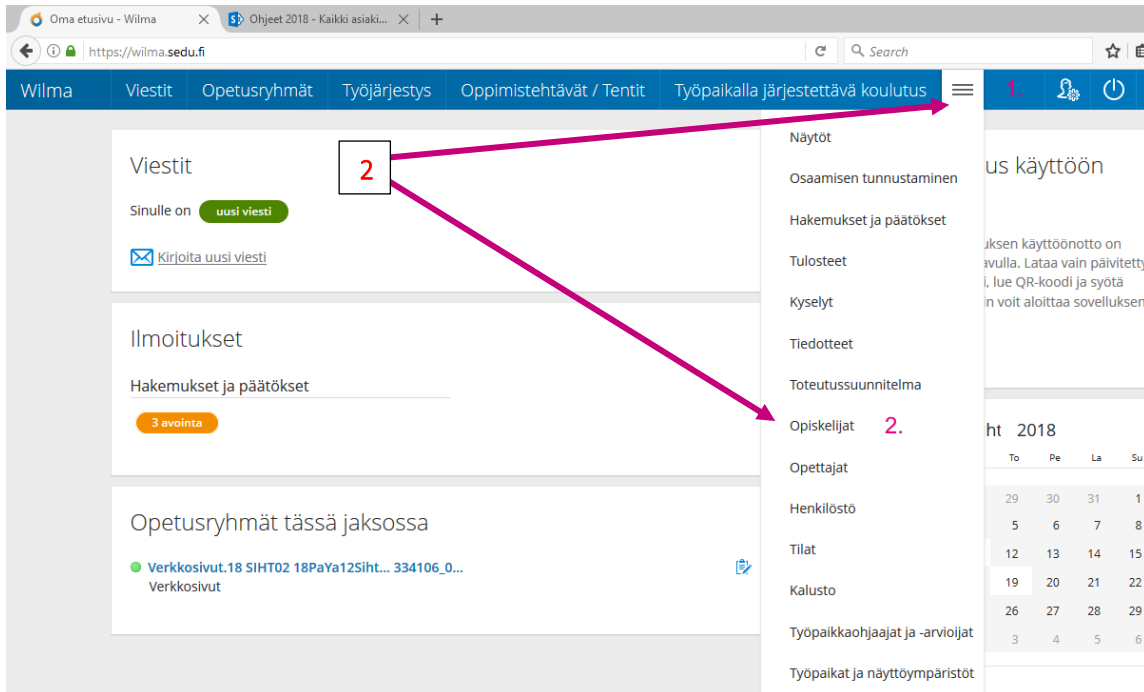 Oma etusivu - Wilma
Ohjeet 2018 - Kaikki asiaki...
https://wilma.sedu.fi
Search
Wilma Viestit Opetusryhmät Työjärjestys Oppimistehtävät / Tentit Työpaikalla järjestettävä koulutus 1.
Viestit
Sinulle on uusi viesti
Kirjoita uusi viesti
2
Ilmoitukset
Hakemukset ja päätökset
3 avointa
Opetusryhmät tässä jaksossa
Verkkosivut.18 SIHT02 18PaYa12Siht... 334106_0...
Verkkosivut
Näytöt
Osaamisen tunnustaminen
Hakemukset ja päätökset
Tulosteet
Kyselyt
Tiedotteet
Toteutussuunnitelma
Opiskelijat 2.
Opettajat
Henkilöstö
Tilat
Kalusto
Työpaikkaohjaajat ja -arvioijat
Työpaikat ja näyttöympäristöt
us käyttöön
uksen käyttöönotto on
avulla. Lataa vain päivitetty
i, lue QR-koodi ja syötä
in voit aloittaa sovelluksen
ht 2018
To Pe La Su
29 30 31 1
5 6 7 8
12 13 14 15
19 20 21 22
26 27 28 29
3 4 5 6